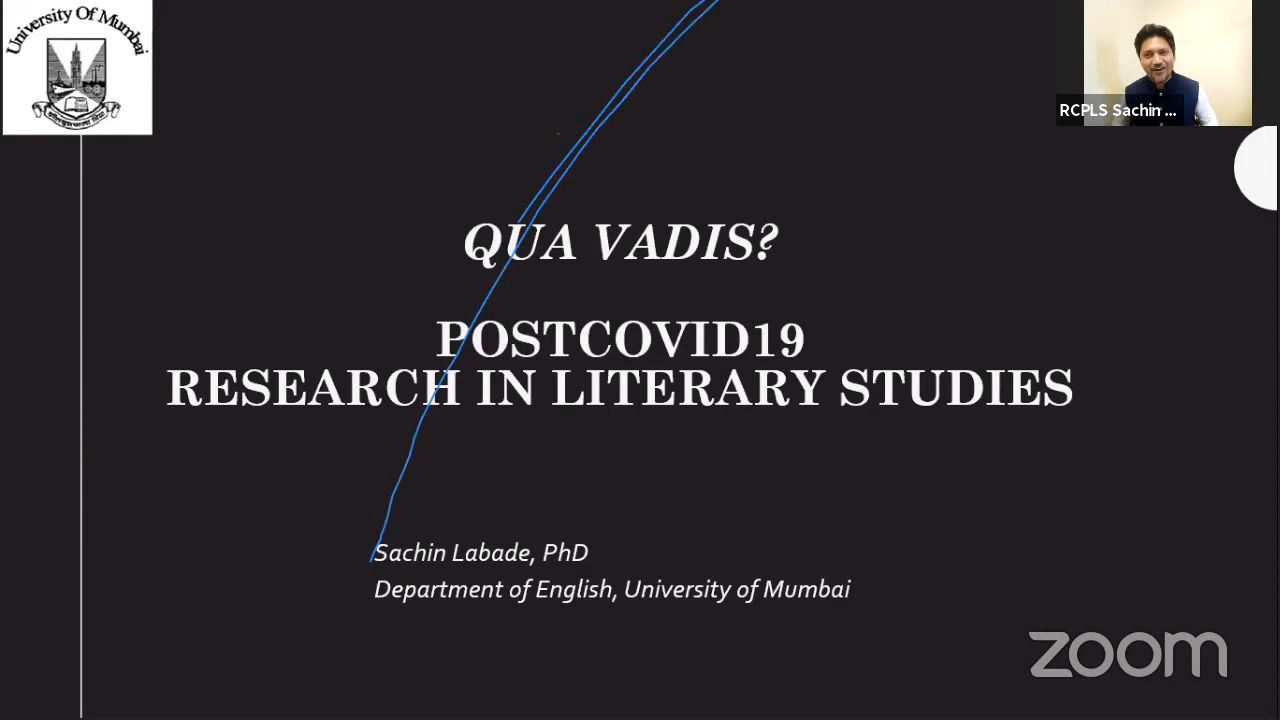 University Of Mumbai
RCPLS Sachin ...
QUA VADIS?
POSTCOVID19
RESEARCH IN LITERARY STUDIES
Sachin Labade, PhD
Department of English, University of Mumbai
zoom